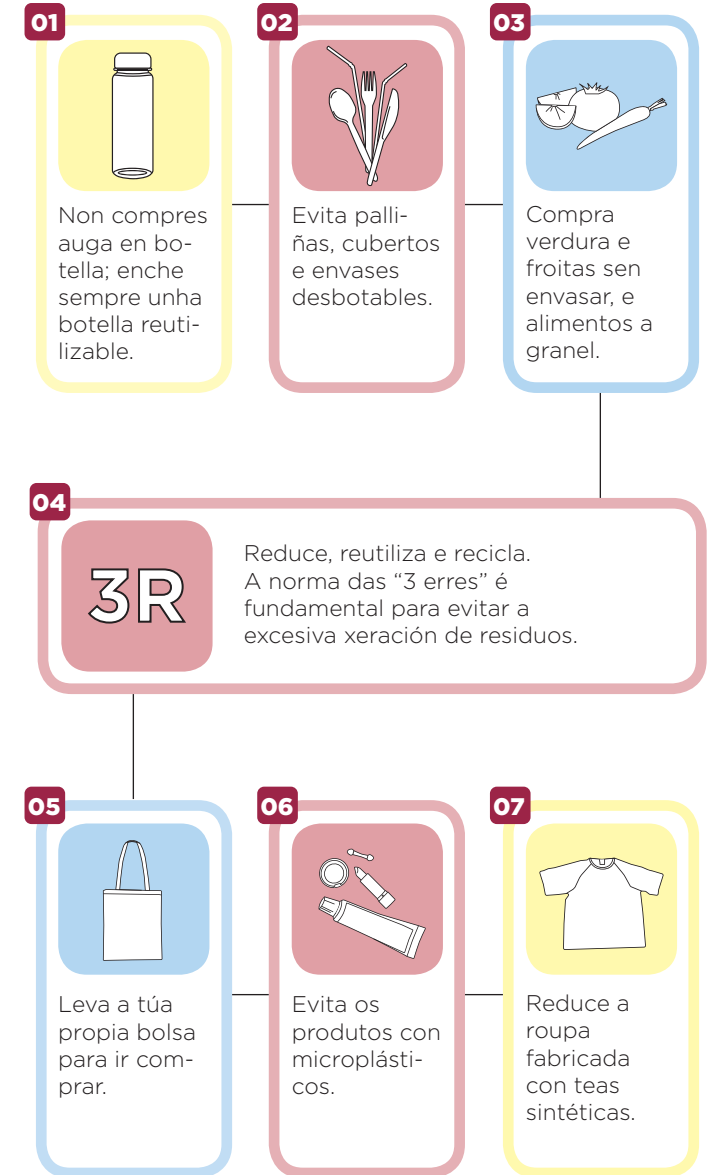 01
Non compres
auga en bo-
tella; enche
sempre unha
botella reuti-
lizable.
02
Evita palli-
ñas, cubertos
e envases
desbotables.
03
Compra
verdura e
froitas sen
envasar, e
alimentos a
granel.
04
3R
Reduce, reutiliza e recicla.
A norma das “3 erres” é
fundamental para evitar a
excesiva xeración de residuos.
05
Leva a túa
propia bolsa
para ir com-
prar.
06
Evita os
produtos con
microplásti-
cos.
07
Reduce a
roupa
fabricada
con teas
sintéticas.